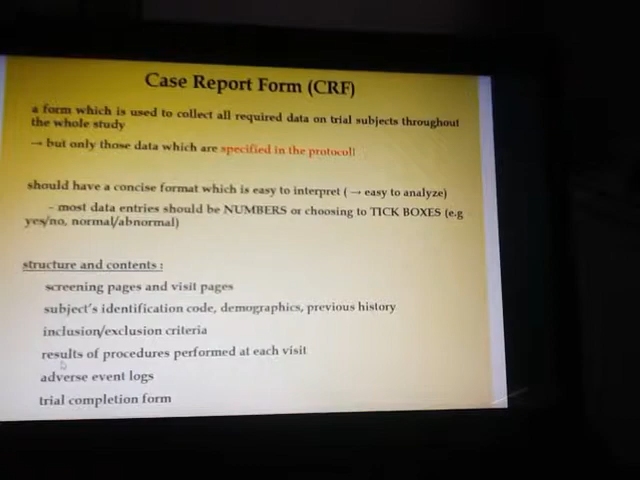 Case Report Form (CRF)
a form which is used to collect all required data on trial subjects throughout
the whole study
→ but only those data which are specified in the protocol!
should have a concise format which is easy to interpret ( → easy to analyze)
- most data entries should be NUMBERS or choosing to TICK BOXES (e.g
yes/no, normal/abnormal)
structure and contents :
screening pages and visit pages
subject's identification code, demographics, previous history
inclusion/exclusion criteria
results of procedures performed at each visit
adverse event logs
trial completion form